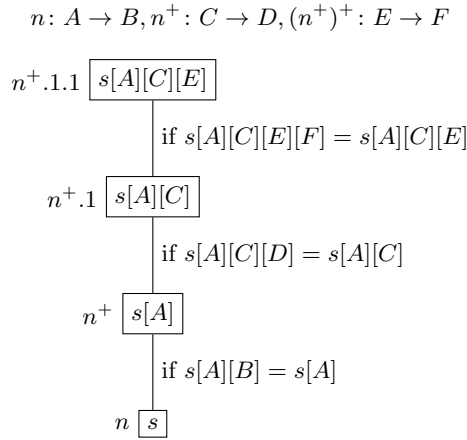 n: A → B, n⁺: C → D, (n⁺)⁺: E → F
n⁺.1.1 s[A][C][E]
if s[A][C][E][F] = s[A][C][E]
n⁺.1 s[A][C]
if s[A][C][D] = s[A][C]
n⁺ s[A]
if s[A][B] = s[A]
n s